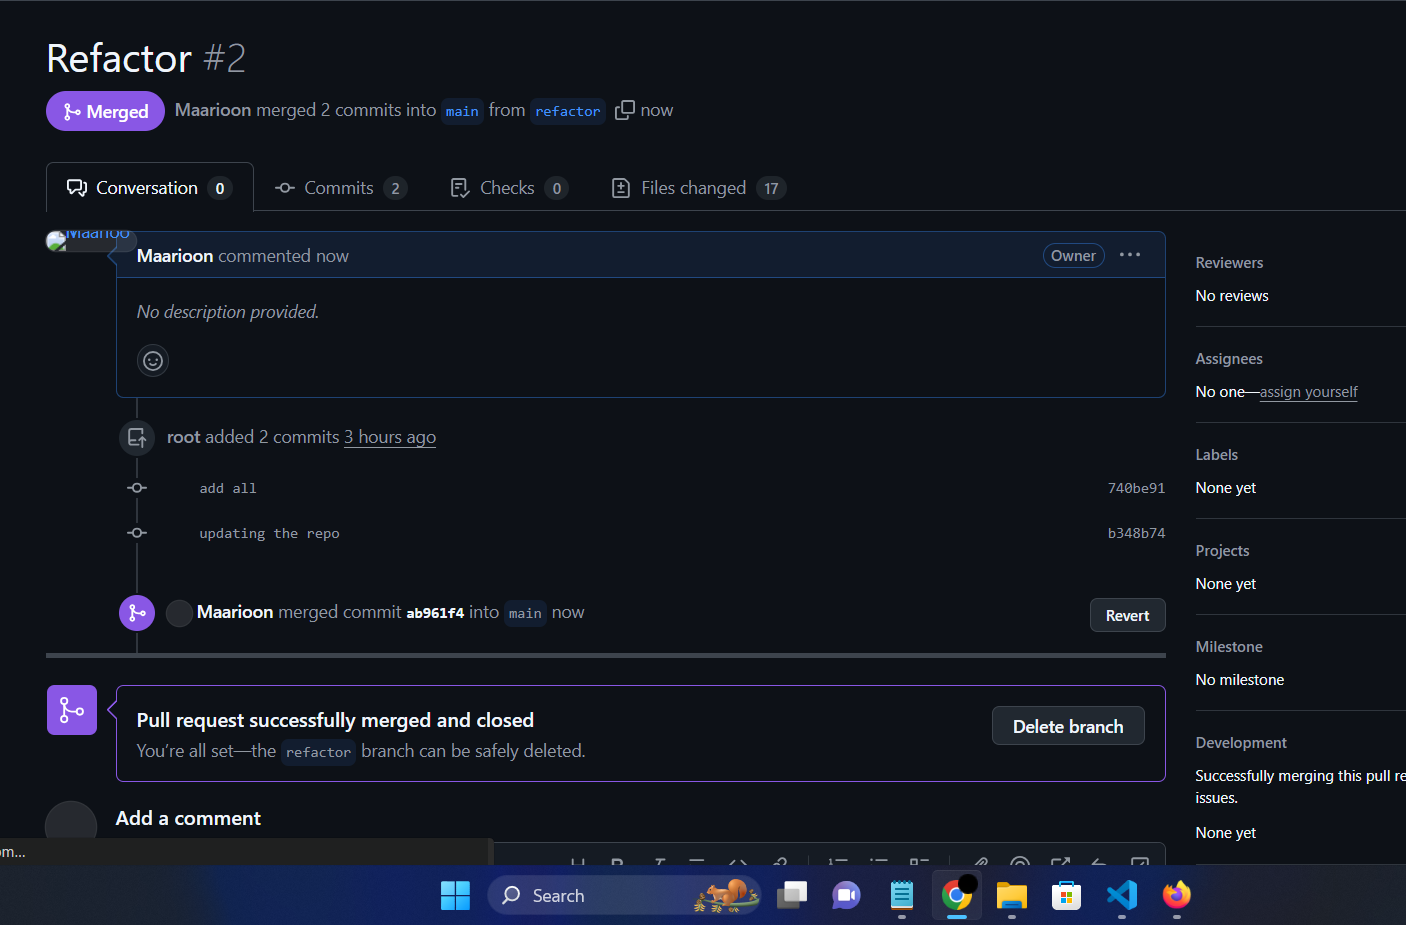 Refactor #2
Merged Maarioon merged 2 commits into main from refactor now
Conversation 0 Commits 2 Checks 0 Files changed 17
Maarioo
Maarioon commented now Owner ...
No description provided.
root added 2 commits 3 hours ago
add all 740be91
updating the repo b348b74
Maarioon merged commit ab961f4 into main now Revert
Pull request successfully merged and closed
You're all set—the refactor branch can be safely deleted.
Delete branch
Add a comment
Reviewers
No reviews
Assignees
No one—assign yourself
Labels
None yet
Projects
None yet
Milestone
No milestone
Development
Successfully merging this pull re
issues.
None yet
om...
Search